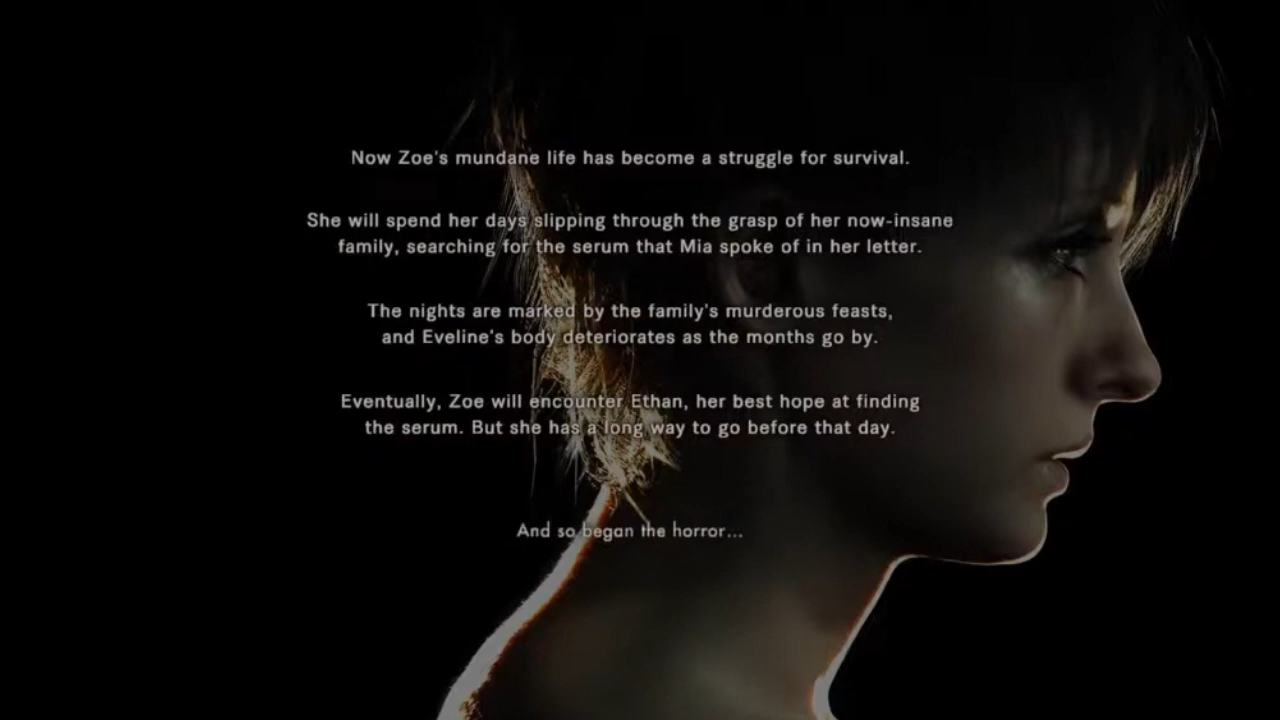 Now Zoe's mundane life has become a struggle for survival.
She will spend her days slipping through the grasp of her now-insane
family, searching for the serum that Mia spoke of in her letter.
The nights are marked by the family's murderous feasts,
and Eveline's body deteriorates as the months go by.
Eventually, Zoe will encounter Ethan, her best hope at finding
the serum. But she has a long way to go before that day.
And so began the horror...